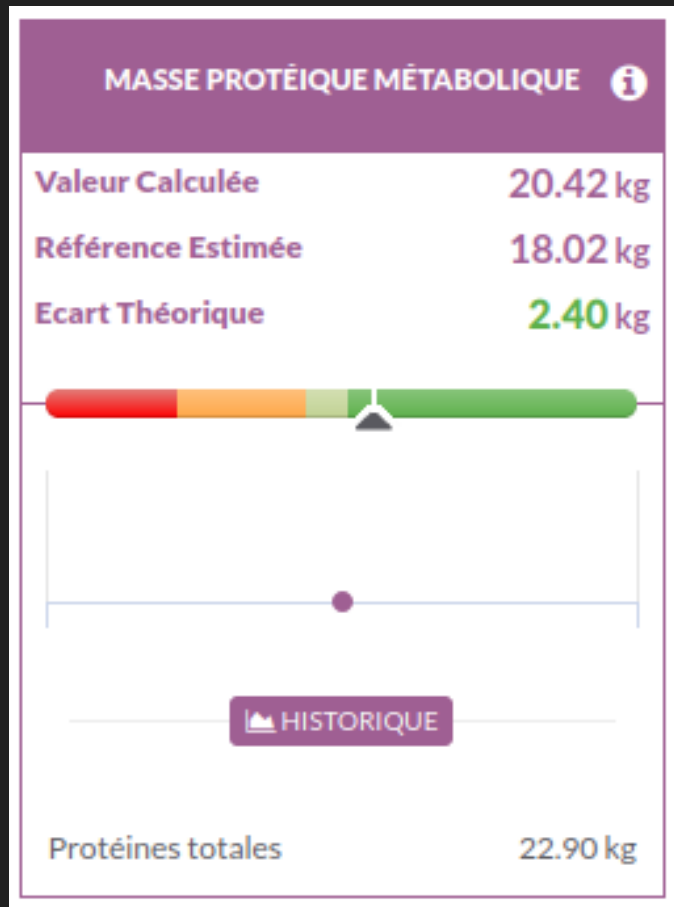 MASSE PROTÉIQUE MÉTABOLIQUE
Valeur Calculée 20.42 kg
Référence Estimée 18.02 kg
Ecart Théorique 2.40 kg
HISTORIQUE
Protéines totales 22.90 kg